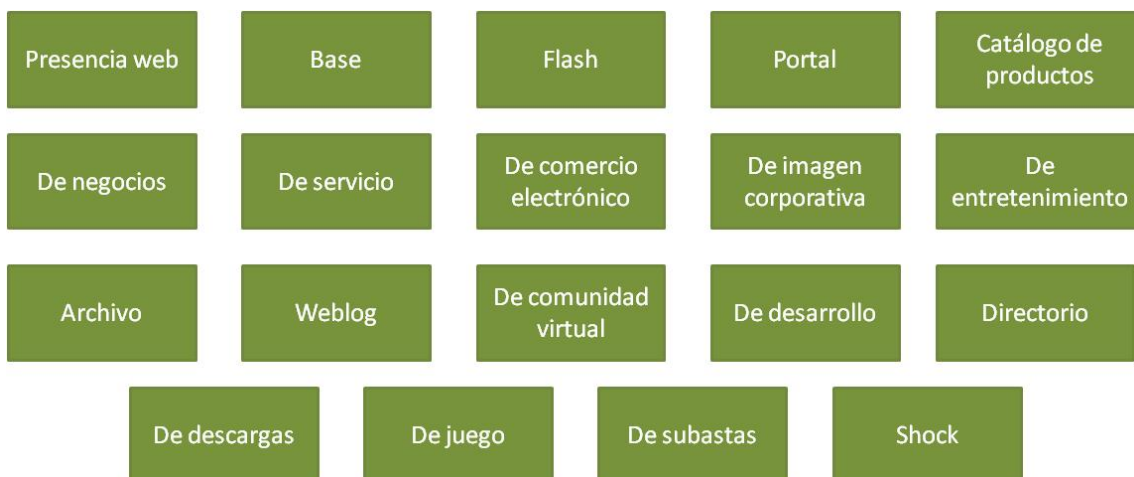 Presencia web
Base
Flash
Portal
Catálogo de
productos
De negocios
De servicio
De comercio
electrónico
De imagen
corporativa
De
entretenimiento
Archivo
Weblog
De comunidad
virtual
De desarrollo
Directorio
De descargas
De juego
De subastas
Shock